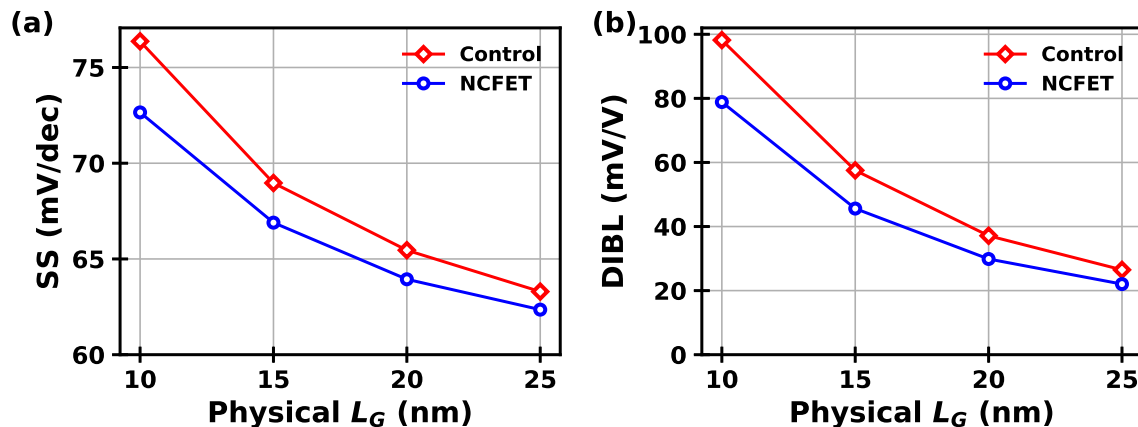 (a)
75
70
65
60
SS (mV/dec)
10 15 20 25
Physical L_G (nm)
Control
NCFET
(b)
100
80
60
40
20
0
DIBL (mV/V)
10 15 20 25
Physical L_G (nm)
Control
NCFET